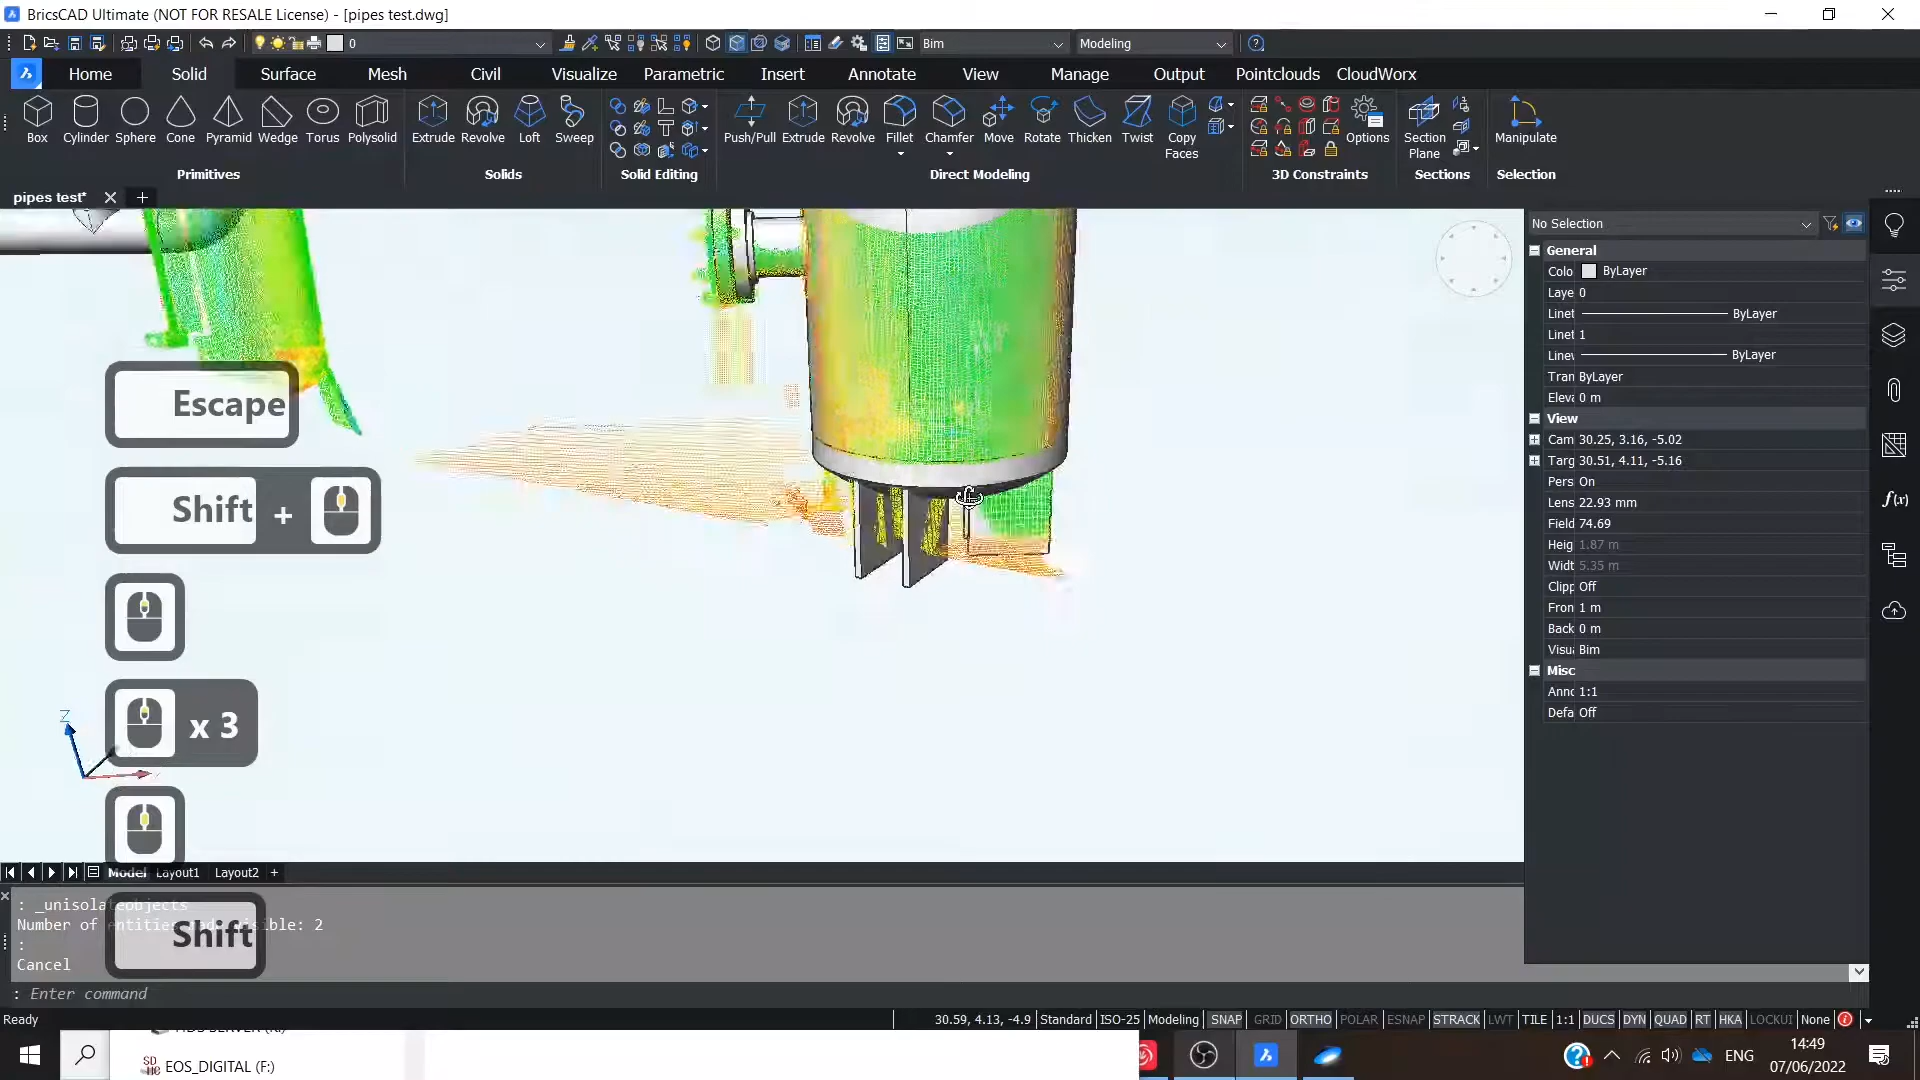 BricsCAD Ultimate (NOT FOR RESALE License) - [pipes test.dwg]
0
Bim
Modeling
Home
Solid
Surface
Mesh
Civil
Visualize
Parametric
Insert
Annotate
View
Manage
Output
Pointclouds
CloudWorx
Box
Cylinder
Sphere
Cone
Pyramid
Wedge
Torus
Polysolid
Extrude
Revolve
Loft
Sweep
Push/Pull
Extrude
Revolve
Fillet
Chamfer
Move
Rotate
Thicken
Twist
Copy
Faces
Options
Section
Plane
Manipulate
Primitives
Solids
Solid Editing
Direct Modeling
3D Constraints
Sections
Selection
pipes test*
No Selection
General
Colo ByLayer
Laye 0
Linet ByLayer
Linet 1
Linev ByLayer
Tran ByLayer
Eleva 0 m
View
Cam 30.25, 3.16, -5.02
Targ 30.51, 4.11, -5.16
Pers On
Lens 22.93 mm
Field 74.69
Heig 1.87 m
Widt 5.35 m
Clipp Off
Fron 1 m
Back 0 m
Visua Bim
Misc
Anno 1:1
Defa Off
Escape
Shift +
x 3
Shift
Z
Model
Layout1
Layout2
+
: _unisolateobjects
Number of entities made visible: 2
:
Cancel
: Enter command
Ready
30.59, 4.13, -4.9
Standard
ISO-25
Modeling
SNAP
GRID
ORTHO
POLAR
ESNAP
STRACK
LWT
TILE
1:1
DUCS
DYN
QUAD
RT
HKA
LOCKUI
None
EOS_DIGITAL (F:)
ENG
14:49
07/06/2022